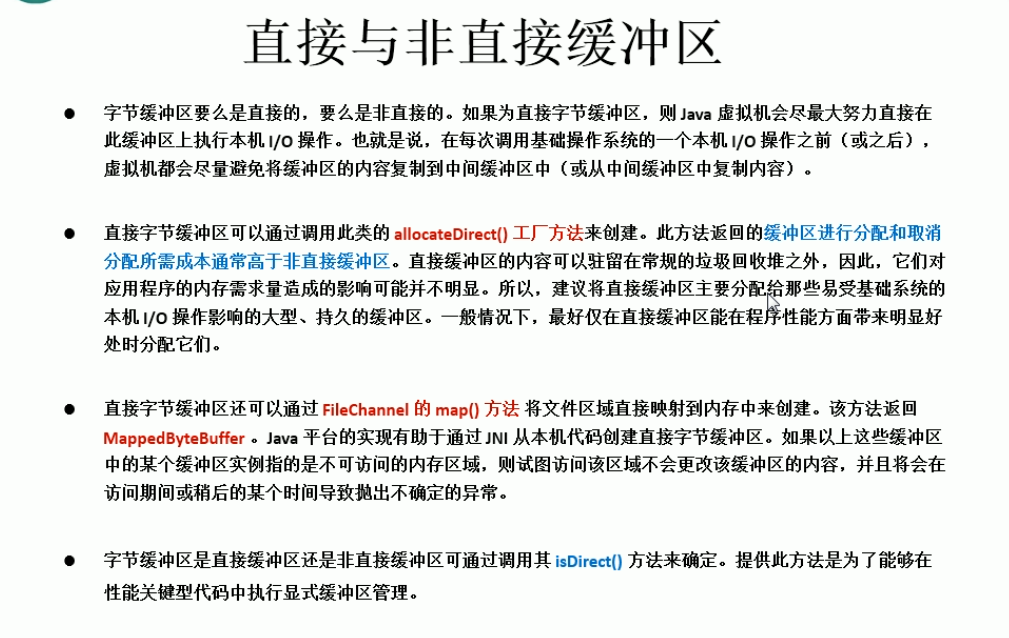 直接与非直接缓冲区
● 字节缓冲区要么是直接的，要么是非直接的。如果为直接字节缓冲区，则 Java 虚拟机会尽最大努力直接在
此缓冲区上执行本机 I/O 操作。也就是说，在每次调用基础操作系统的一个本机 I/O 操作之前（或之后），
虚拟机都会尽量避免将缓冲区的内容复制到中间缓冲区中（或从中间缓冲区中复制内容）。
● 直接字节缓冲区可以通过调用此类的 allocateDirect() 工厂方法来创建。此方法返回的缓冲区进行分配和取消
分配所需成本通常高于非直接缓冲区。直接缓冲区的内容可以驻留在常规的垃圾回收堆之外，因此，它们对
应用程序的内存需求量造成的影响可能并不明显。所以，建议将直接缓冲区主要分配给那些易受基础系统的
本机 I/O 操作影响的大型、持久的缓冲区。一般情况下，最好仅在直接缓冲区能在程序性能方面带来明显好
处时分配它们。
● 直接字节缓冲区还可以通过 FileChannel 的 map() 方法 将文件区域直接映射到内存中来创建。该方法返回
MappedByteBuffer 。Java 平台的实现有助于通过 JNI 从本机代码创建直接字节缓冲区。如果以上这些缓冲区
中的某个缓冲区实例指的是不可访问的内存区域，则试图访问该区域不会更改该缓冲区的内容，并且将会在
访问期间或稍后的某个时间导致抛出不确定的异常。
● 字节缓冲区是直接缓冲区还是非直接缓冲区可通过调用其 isDirect() 方法来确定。提供此方法是为了能够在
性能关键型代码中执行显式缓冲区管理。